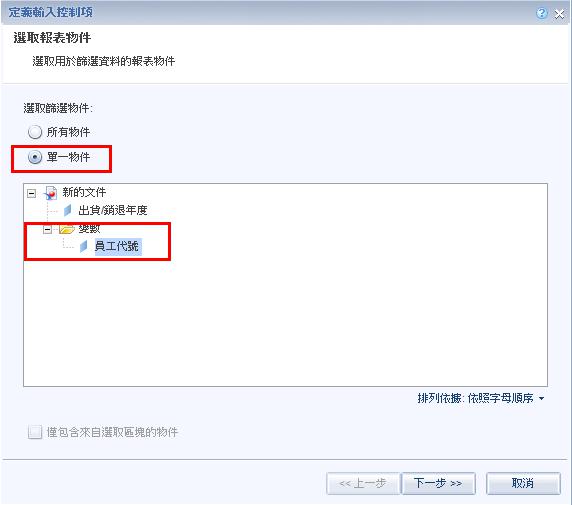 定義輸入控制項
選取報表物件
選取用於篩選資料的報表物件
選取篩選物件:
所有物件
單一物件
新的文件
出貨/銷退年度
變數
員工代號
排列依據: 依照字母順序
僅包含來自選取區塊的物件
<< 上一步
下一步 >>
取消